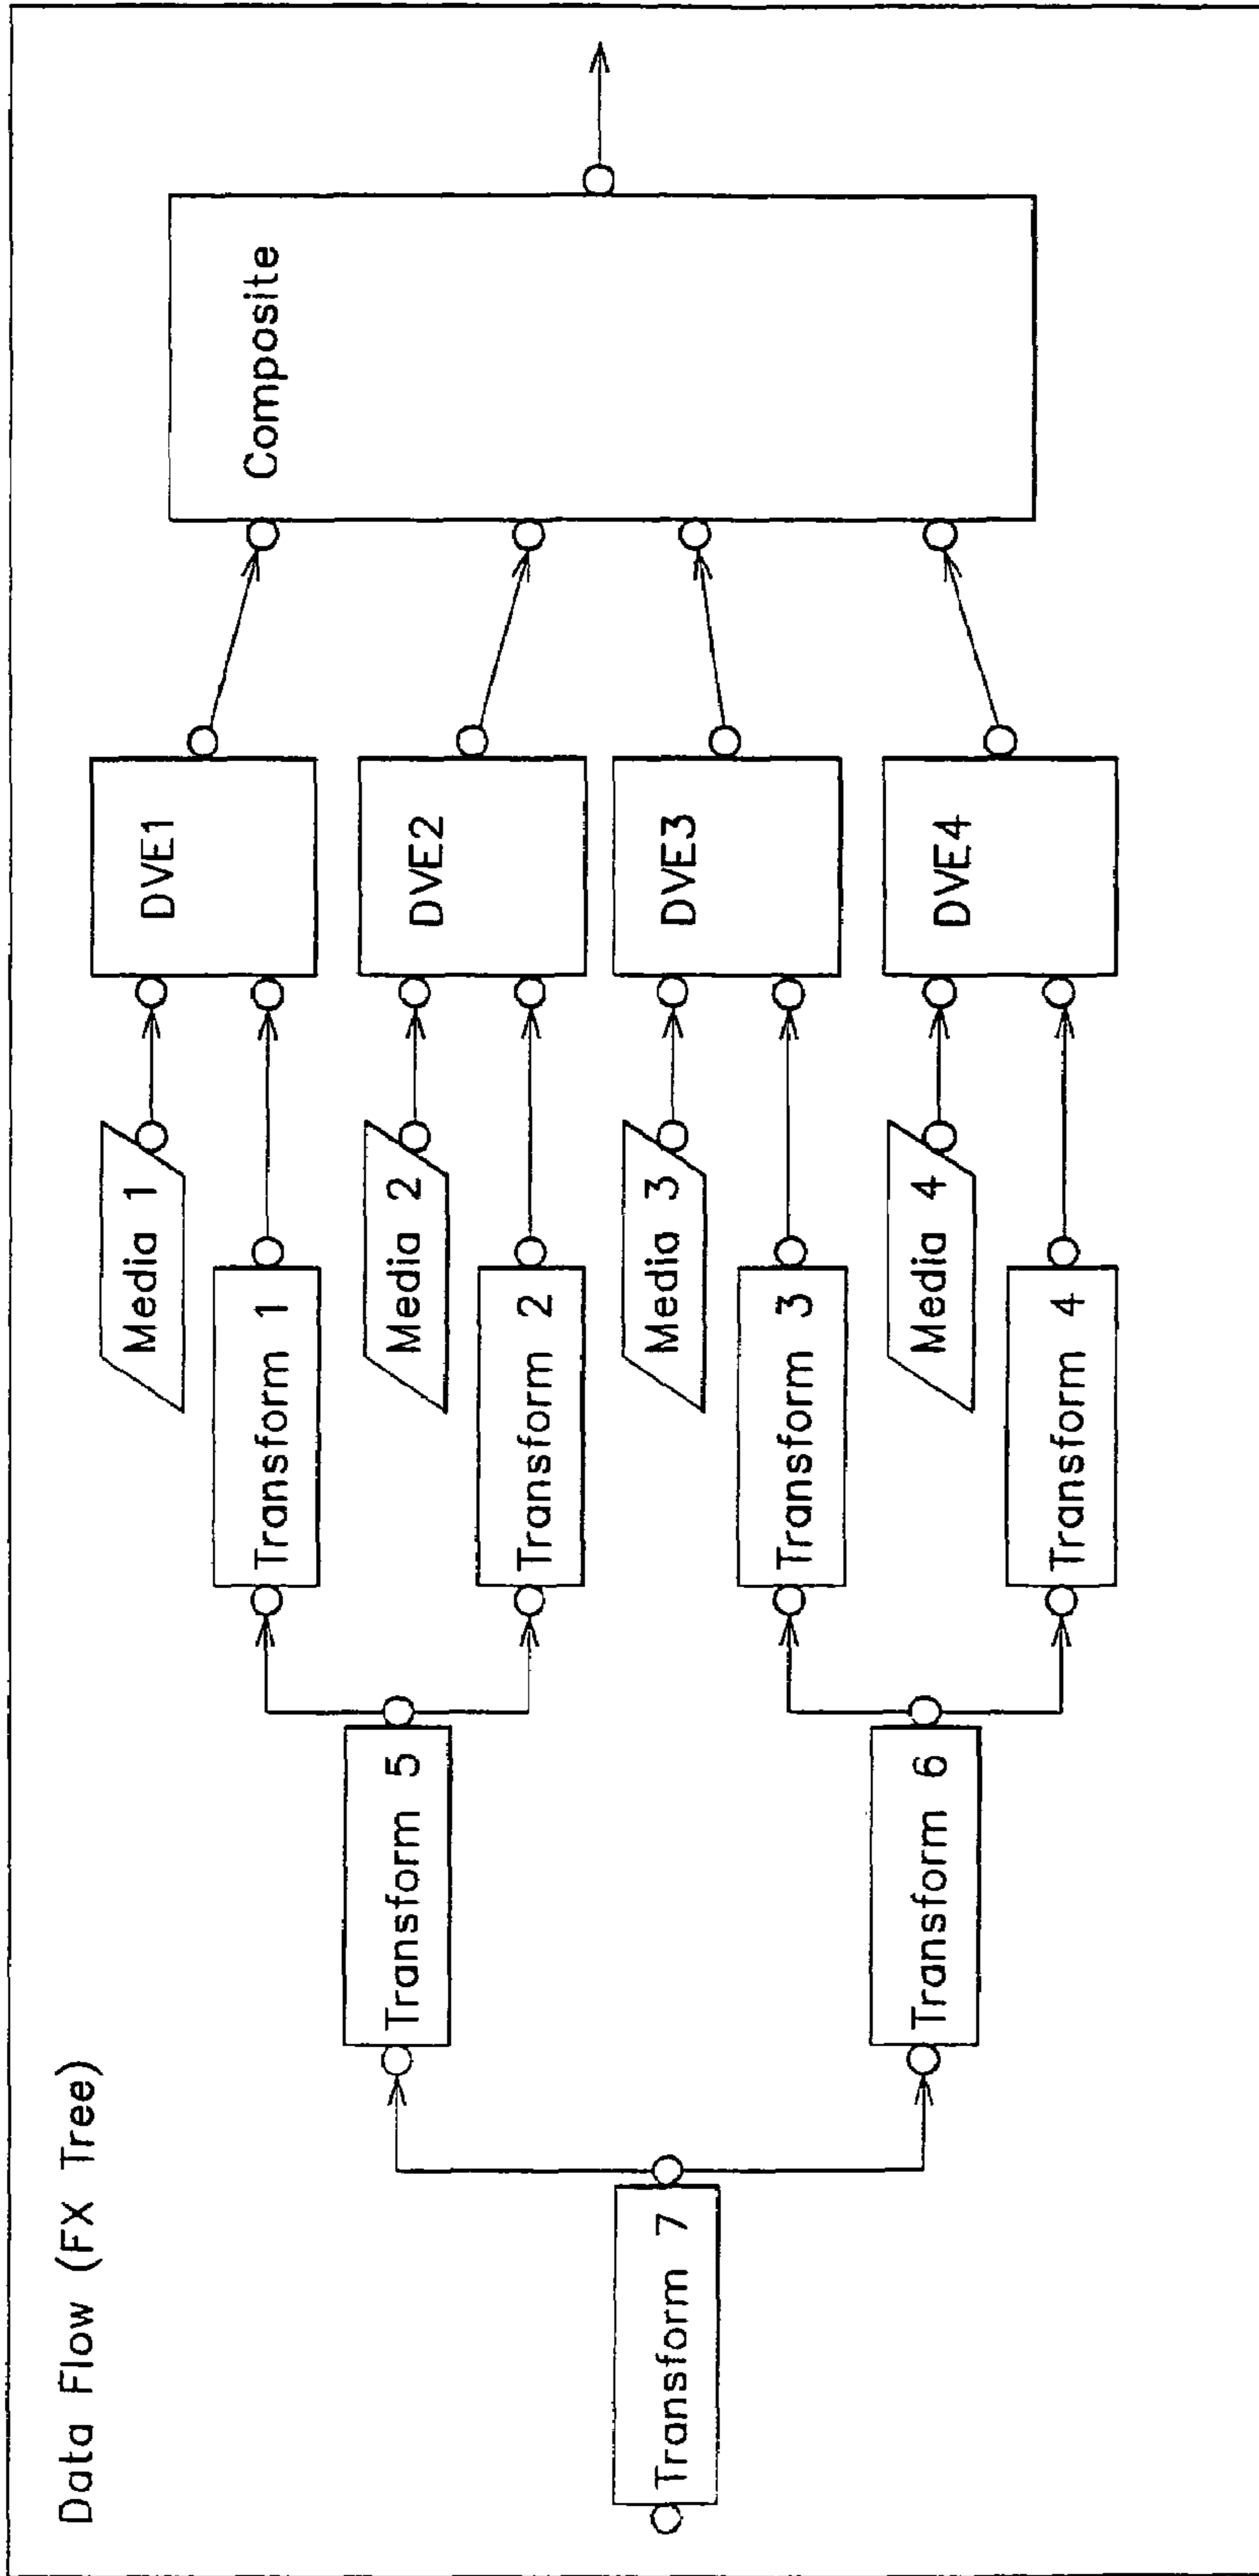 Data Flow (FX Tree)
Transform 7
Transform 5
Transform 6
Media 1
Transform 1
Media 2
Transform 2
Media 3
Transform 3
Media 4
Transform 4
DVE1
DVE2
DVE3
DVE4
Composite